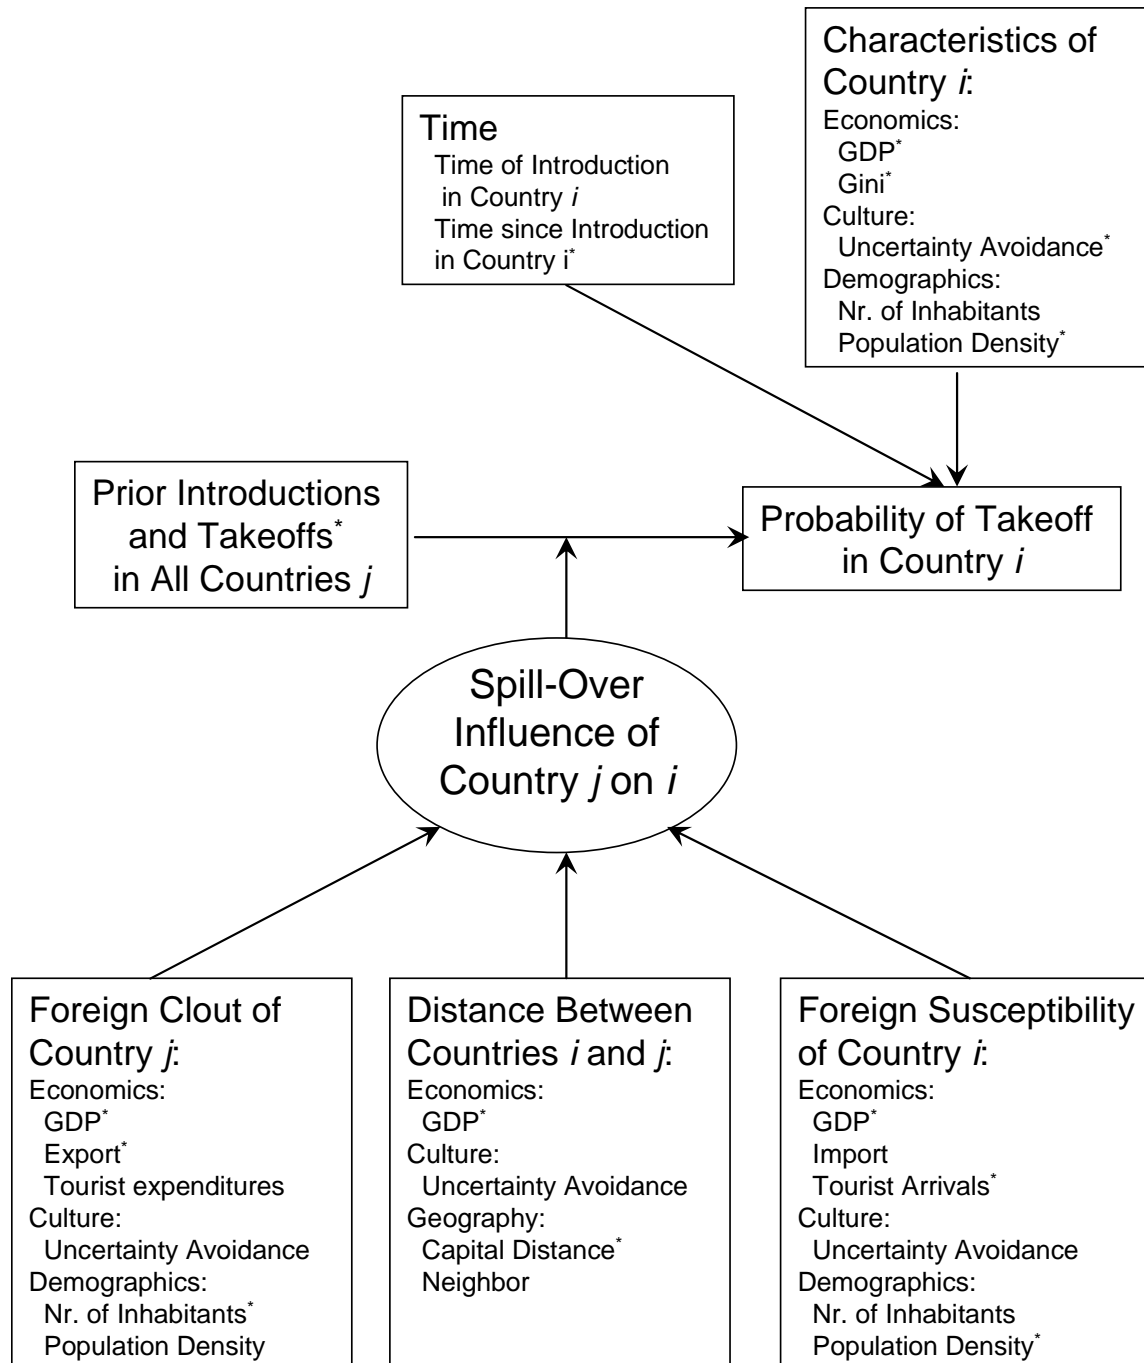 Characteristics of
Country i:
Economics:
GDP*
Gini*
Culture:
Uncertainty Avoidance*
Demographics:
Nr. of Inhabitants
Population Density*
Time
Time of Introduction
in Country i
Time since Introduction
in Country i*
Prior Introductions
and Takeoffs*
in All Countries j
Probability of Takeoff
in Country i
Spill-Over
Influence of
Country j on i
Foreign Clout of
Country j:
Economics:
GDP*
Export*
Tourist expenditures
Culture:
Uncertainty Avoidance
Demographics:
Nr. of Inhabitants*
Population Density
Distance Between
Countries i and j:
Economics:
GDP*
Culture:
Uncertainty Avoidance
Geography:
Capital Distance*
Neighbor
Foreign Susceptibility
of Country i:
Economics:
GDP*
Import
Tourist Arrivals*
Culture:
Uncertainty Avoidance
Demographics:
Nr. of Inhabitants
Population Density*